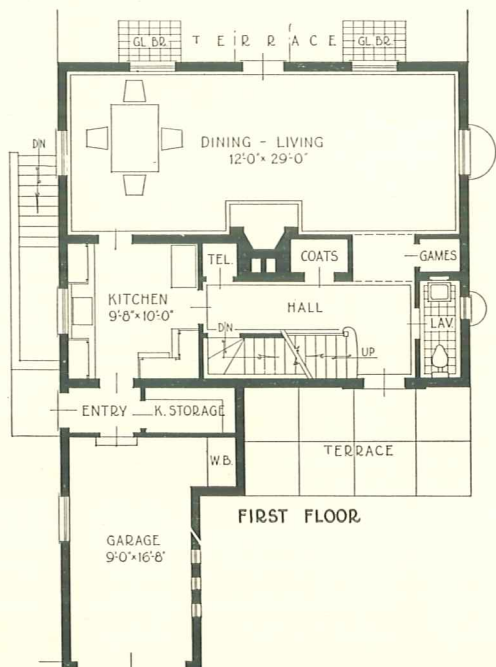 GL. BR.
TERRACE
GL. BR.
DN
DINING - LIVING
12'-0" x 29'-0"
TEL.
COATS
GAMES
KITCHEN
9'-8" x 10'-0"
HALL
LAV.
DN
UP
ENTRY
K. STORAGE
W.B.
TERRACE
FIRST FLOOR
GARAGE
9'-0" x 16'-8"